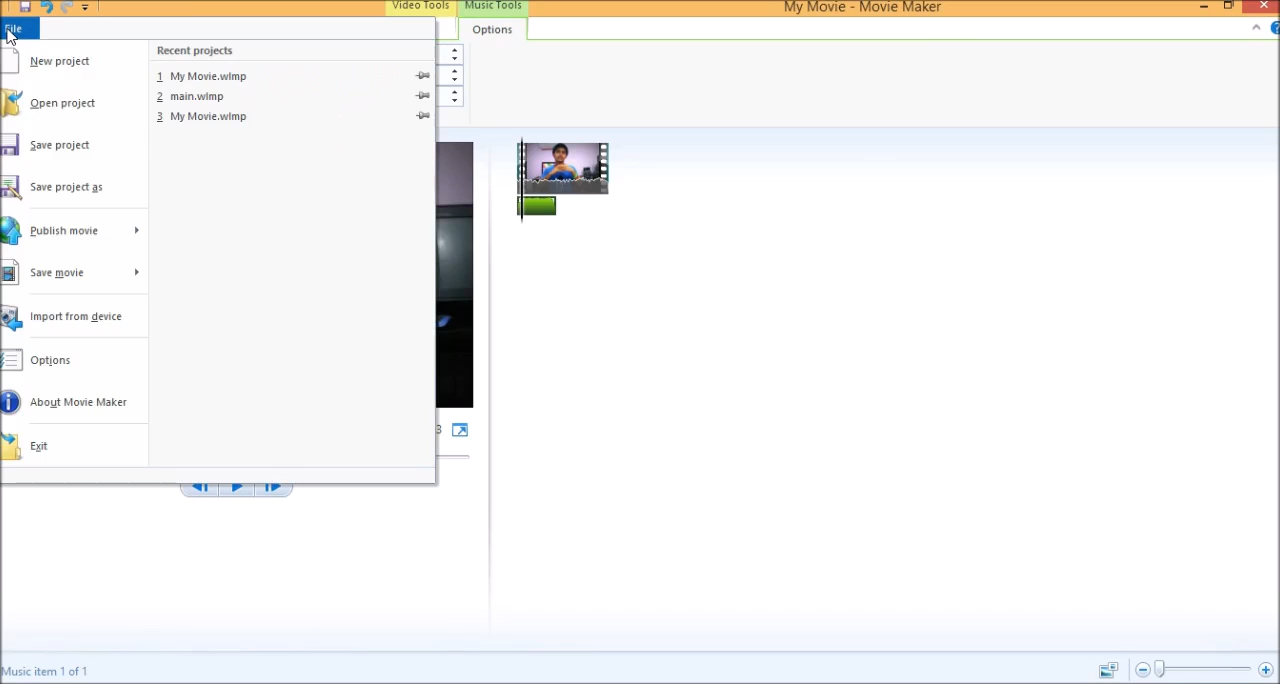 Video Tools
Music Tools
My Movie - Movie Maker
File
Options
Recent projects
New project
1 My Movie.wlmp
2 main.wlmp
3 My Movie.wlmp
Open project
Save project
Save project as
Publish movie
Save movie
Import from device
Options
About Movie Maker
3
Exit
Music item 1 of 1